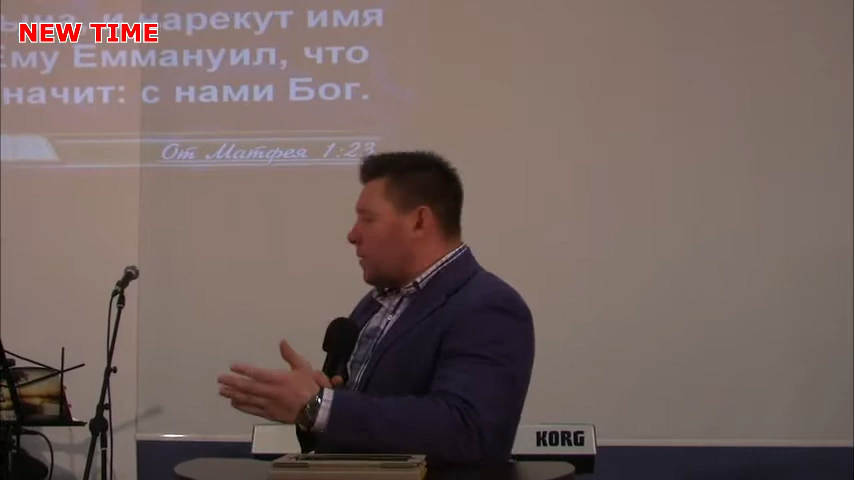 NEW TIME
и нарекут имя
Ему Еммануил, что
значит: с нами Бог.
От Матфея 1:23
KORG